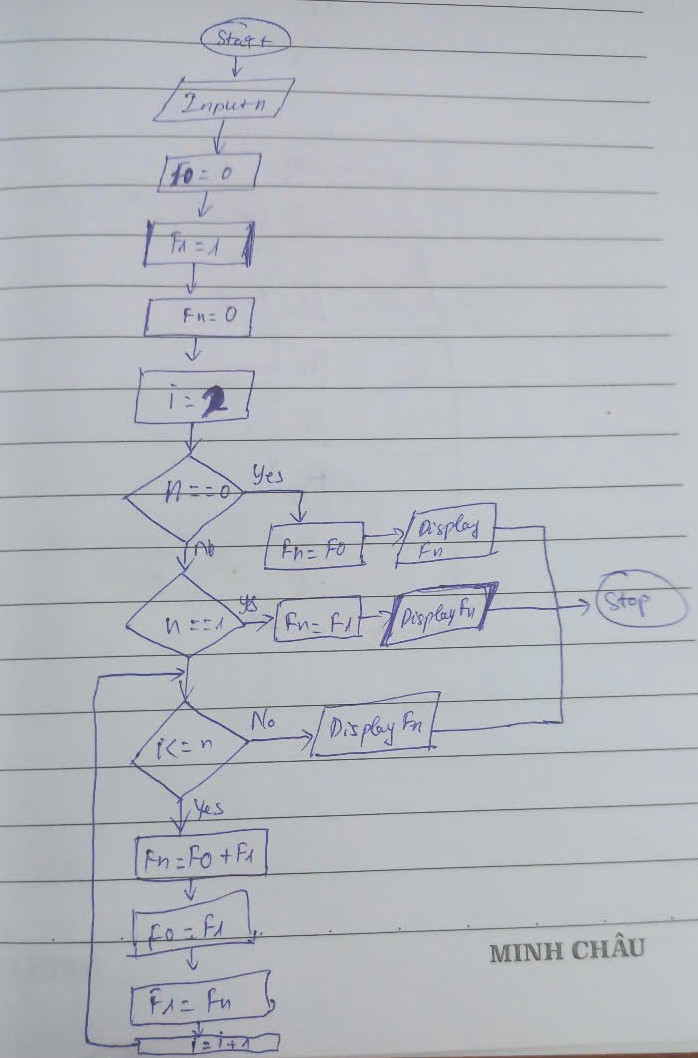 Start
Input n
F0 = 0
F1 = 1
Fn = 0
i = 2
n == 0
Yes
Fn = F0
Display
Fn
No
n == 1
Yes
Fn = F1
Display Fn
Stop
i <= n
No
Display Fn
Yes
Fn = F0 + F1
F0 = F1
F1 = Fn
i = i + 1
MINH CHÂU